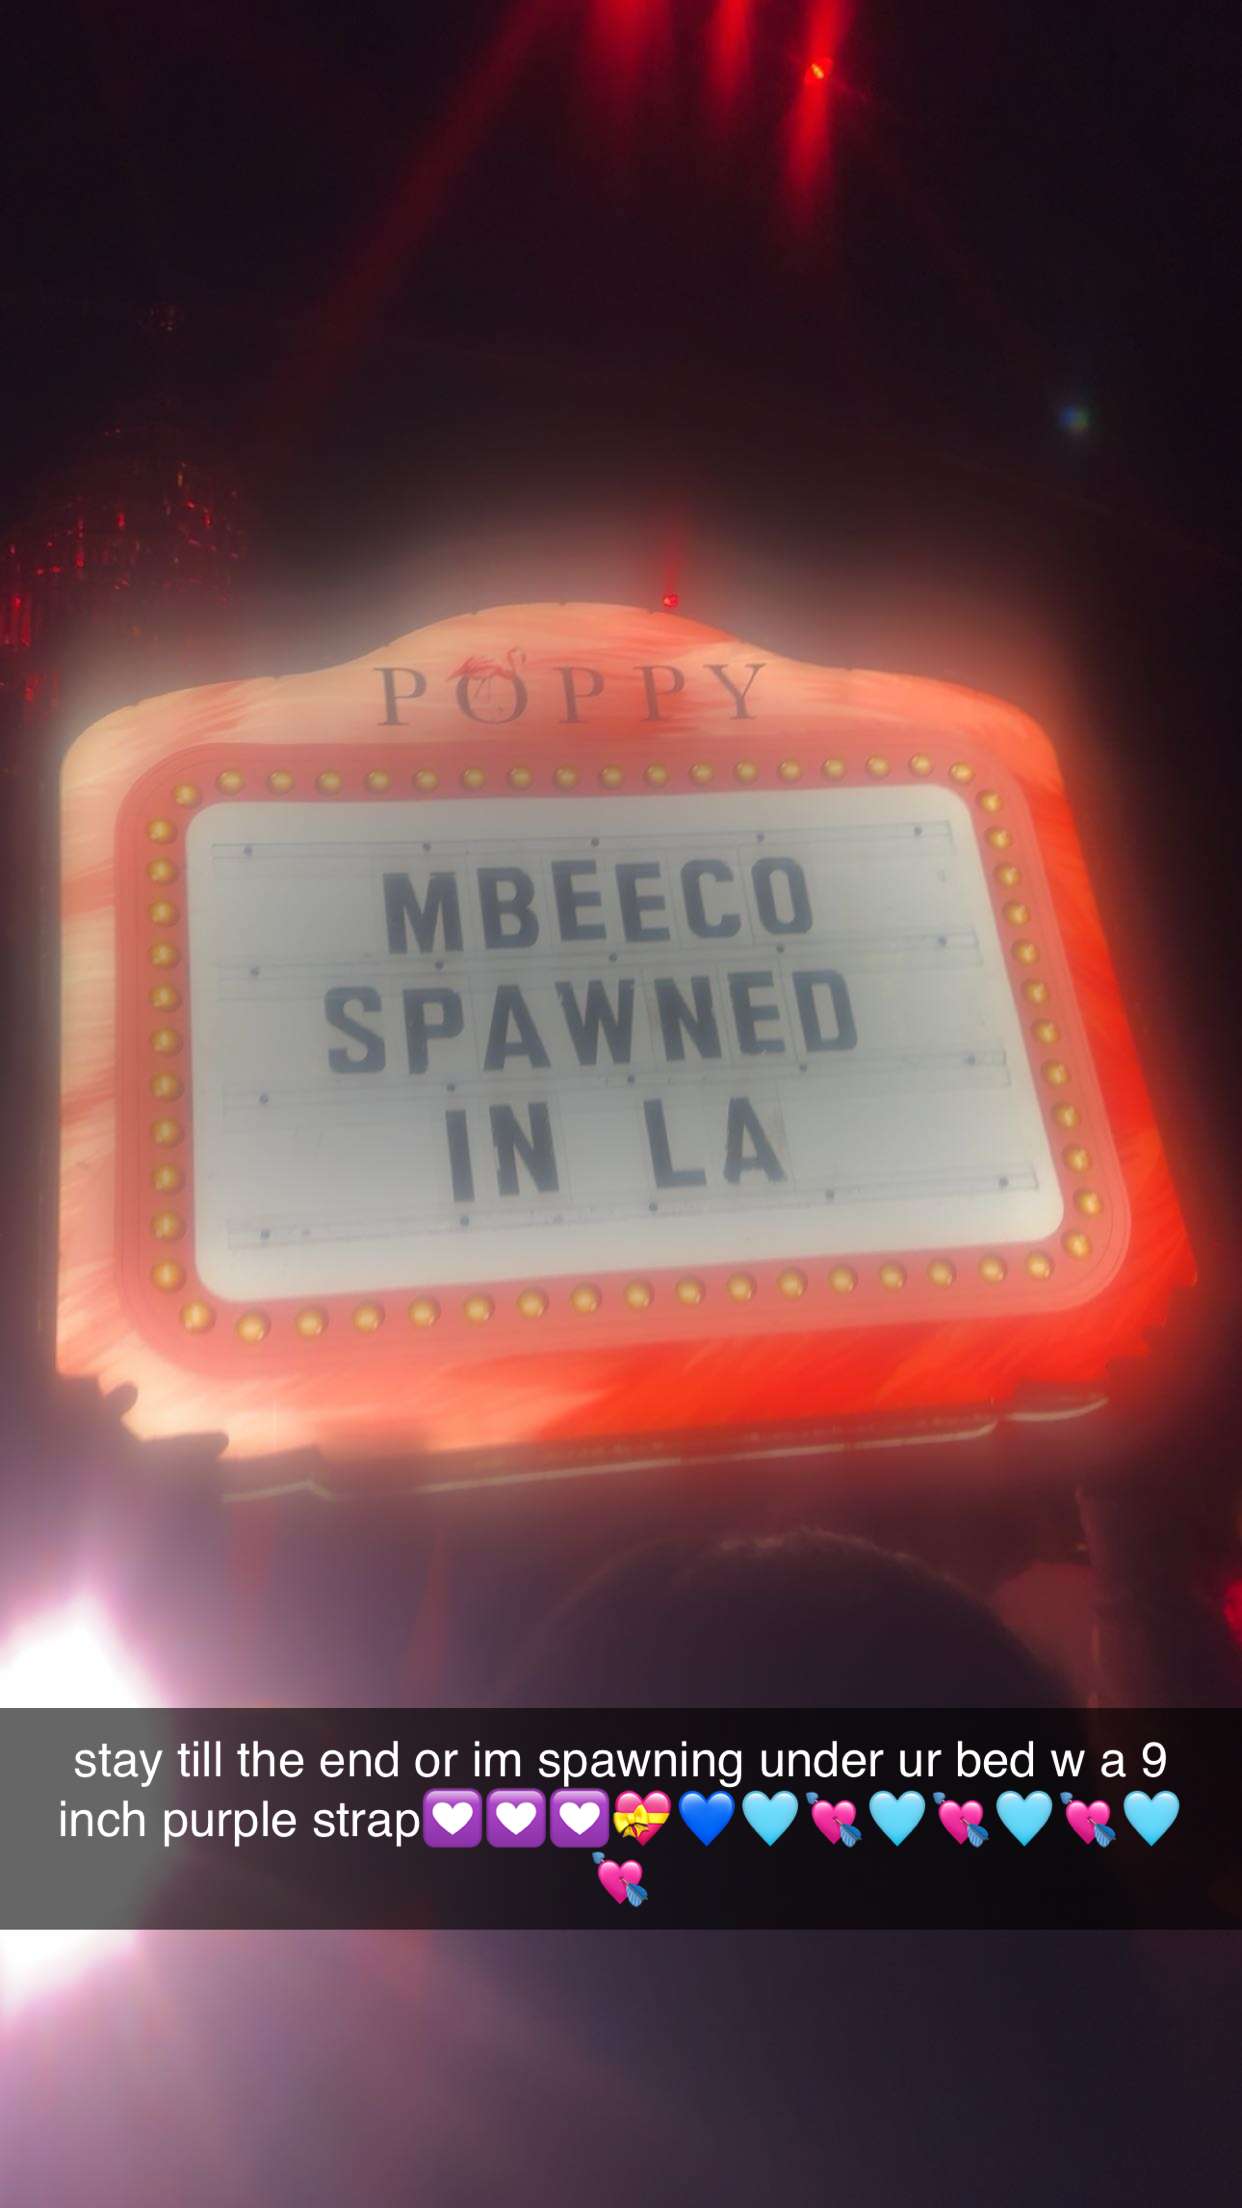 POPPY
MBEECO
SPAWNED
IN LA
stay till the end or im spawning under ur bed w a 9
inch purple strap💟💟💟💝💙🩵💘🩵💘🩵💘🩵
💘